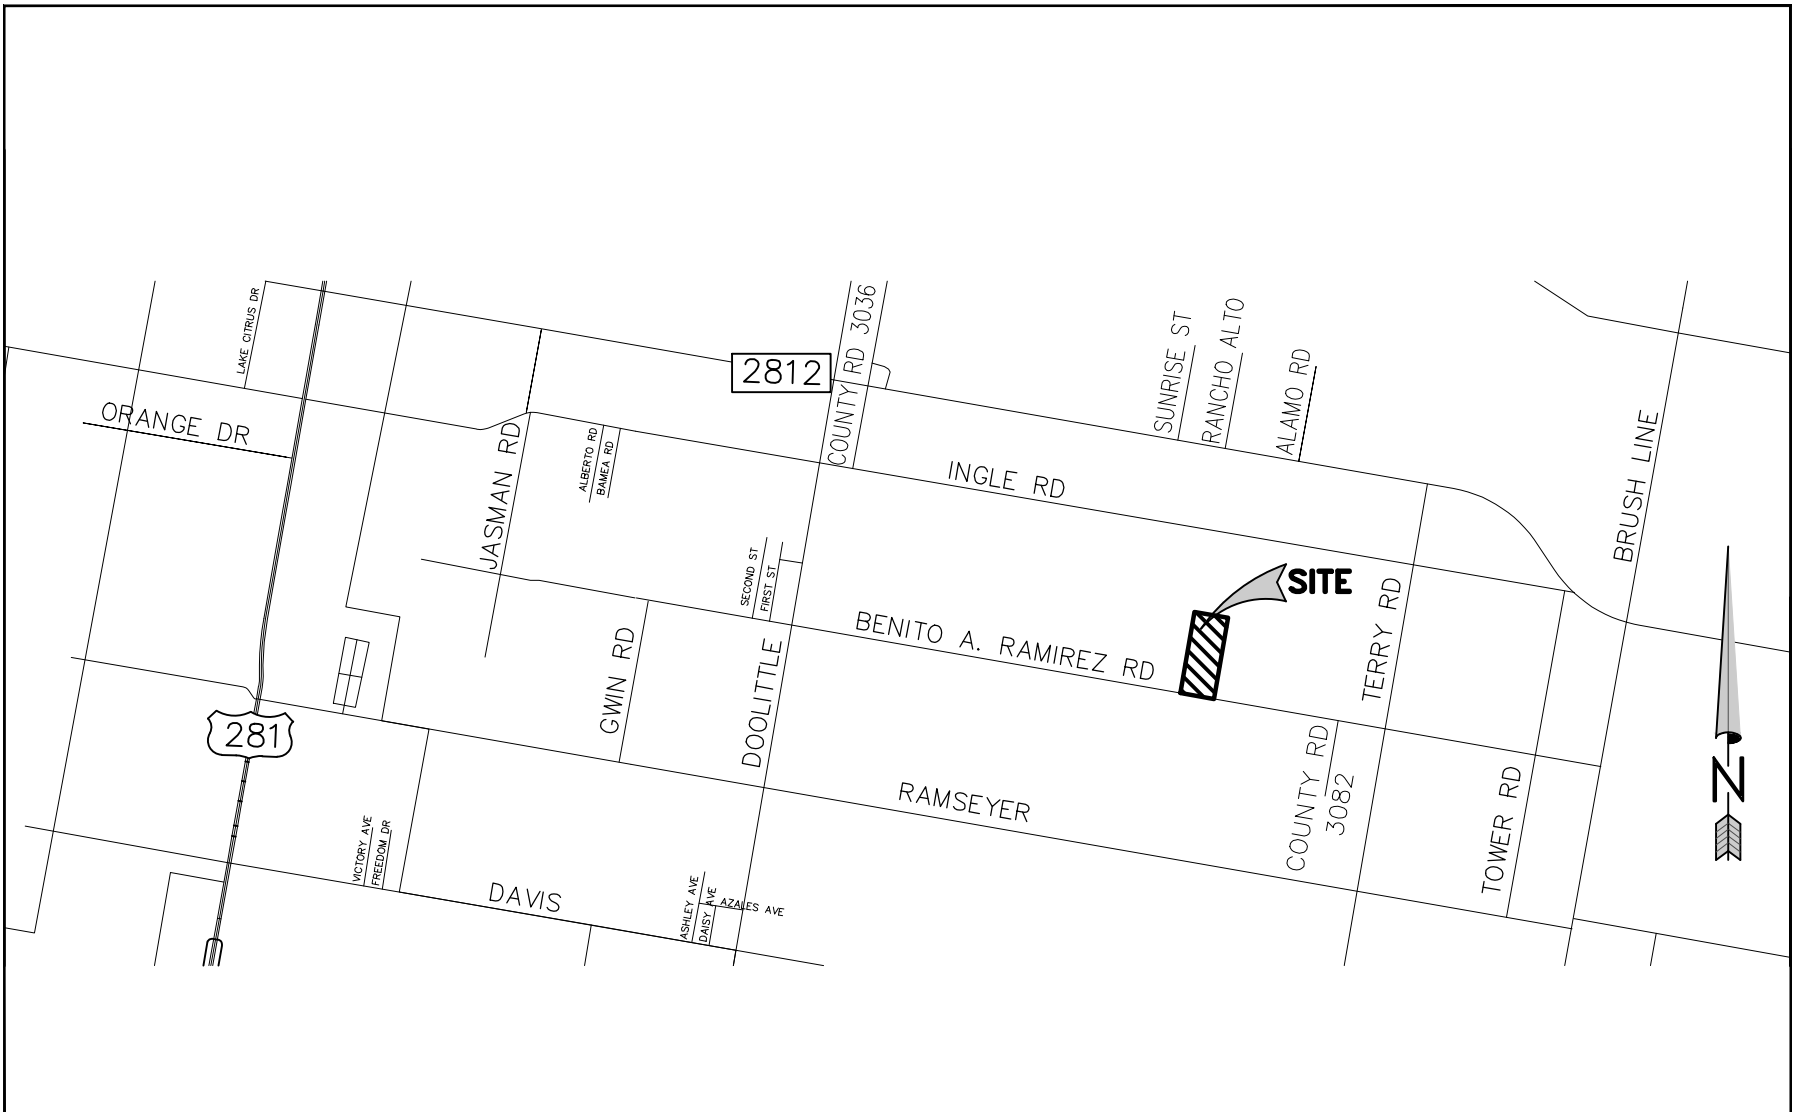 LAKE CITRUS DR
ORANGE DR
2812
COUNTY RD 3036
SUNRISE ST
RANCHO ALTO
ALAMO RD
JASMAN RD
ALBERTO RD
BAMEA RD
INGLE RD
BRUSH LINE
SECOND ST
FIRST ST
SITE
BENITO A. RAMIREZ RD
TERRY RD
GWIN RD
DOOLITTLE
281
RAMSEYER
COUNTY RD
3082
TOWER RD
N
VICTORY AVE
FREEDOM DR
DAVIS
ASHLEY AVE
DAISY AVE
AZALES AVE